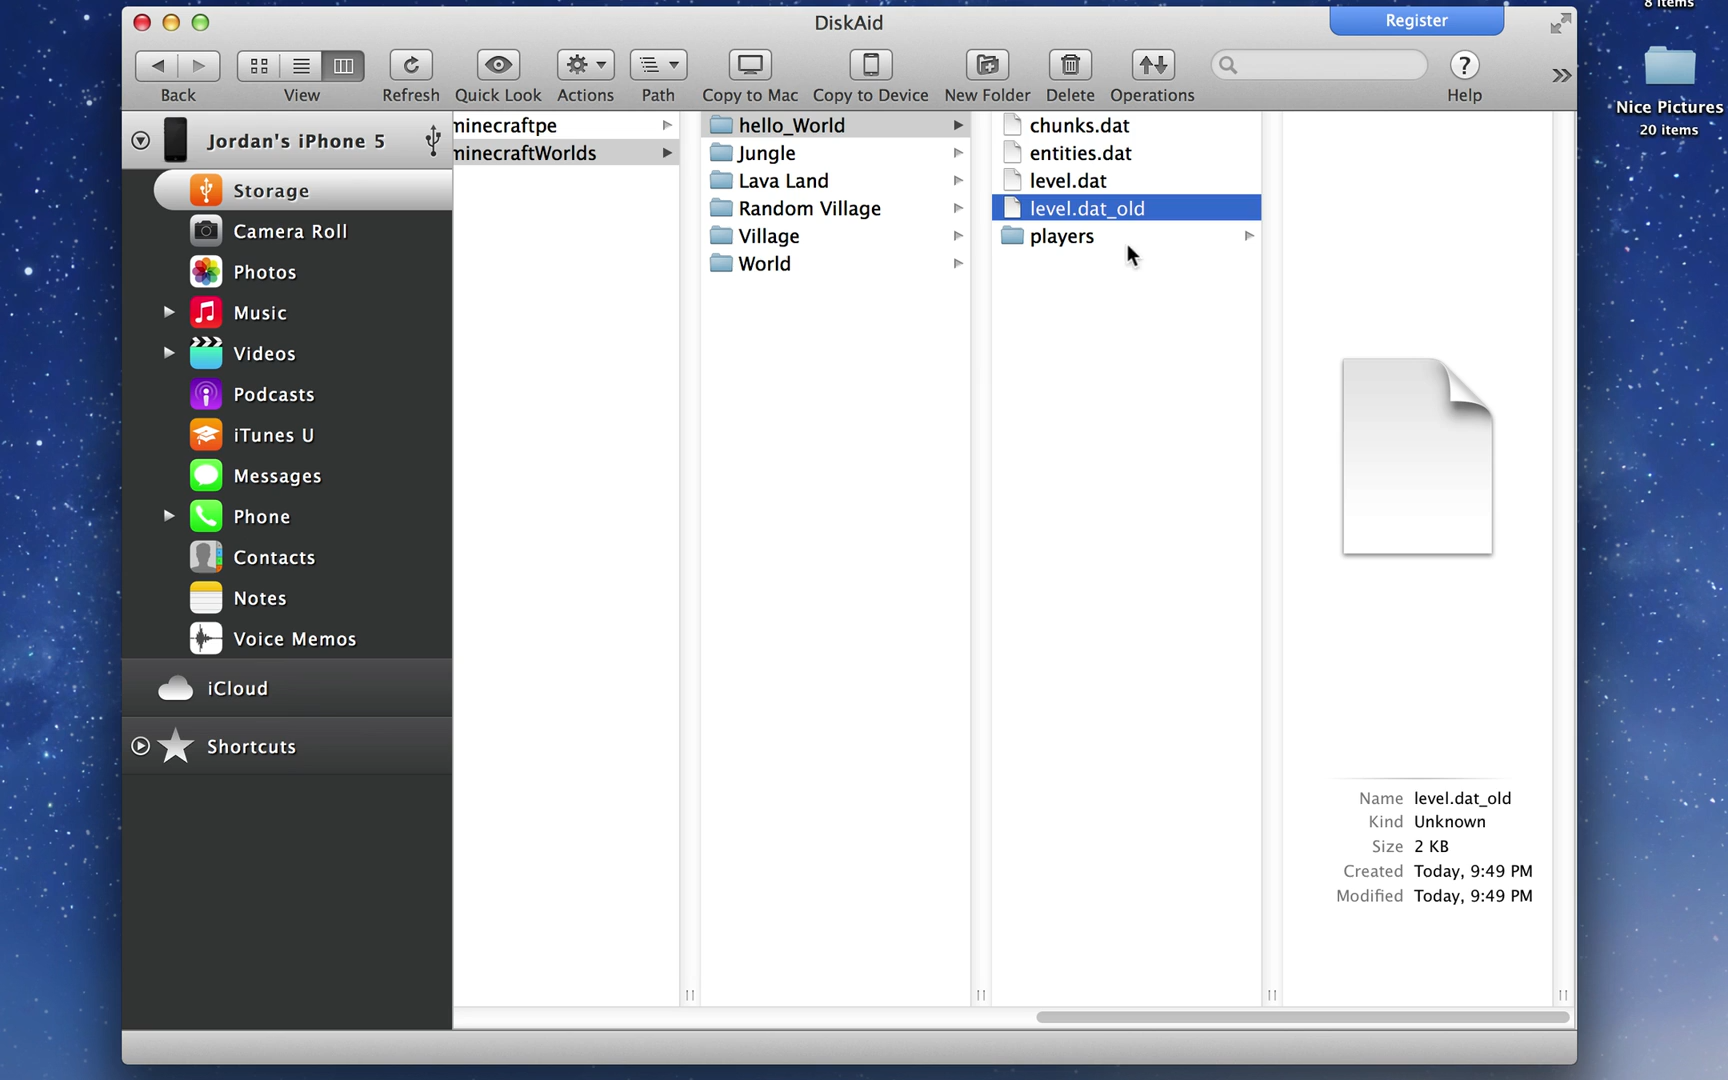 8 items
DiskAid
Register
Back
View
Refresh
Quick Look
Actions
Path
Copy to Mac
Copy to Device
New Folder
Delete
Operations
Help
Nice Pictures
20 items
Jordan's iPhone 5
Storage
Camera Roll
Photos
Music
Videos
Podcasts
iTunes U
Messages
Phone
Contacts
Notes
Voice Memos
iCloud
Shortcuts
minecraftpe
minecraftWorlds
hello_World
Jungle
Lava Land
Random Village
Village
World
chunks.dat
entities.dat
level.dat
level.dat_old
players
Name level.dat_old
Kind Unknown
Size 2 KB
Created Today, 9:49 PM
Modified Today, 9:49 PM